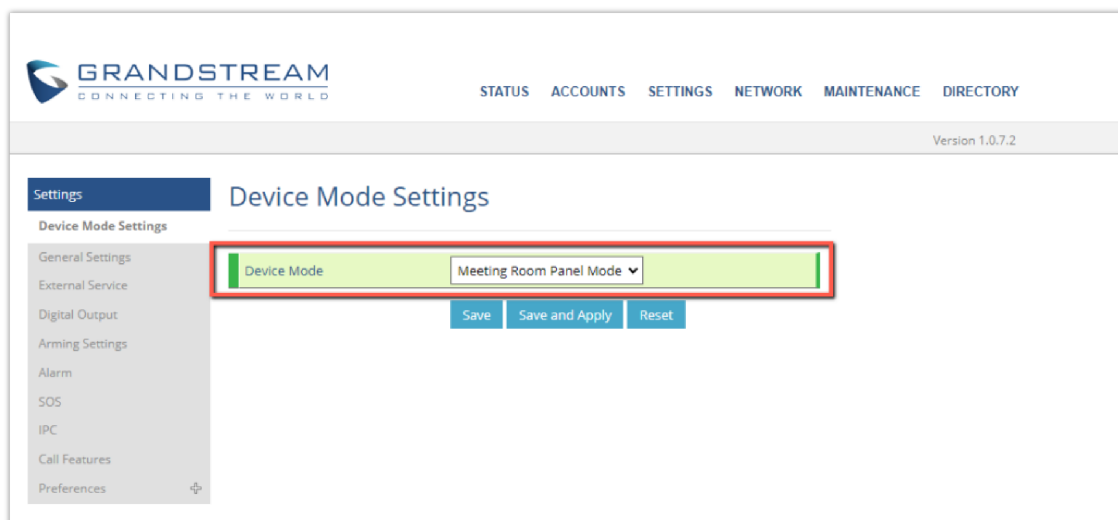 GRANDSTREAM
CONNECTING THE WORLD
STATUS ACCOUNTS SETTINGS NETWORK MAINTENANCE DIRECTORY
Version 1.0.7.2
Settings
Device Mode Settings
General Settings
External Service
Digital Output
Arming Settings
Alarm
SOS
IPC
Call Features
Preferences
Device Mode Settings
Device Mode Meeting Room Panel Mode
Save Save and Apply Reset